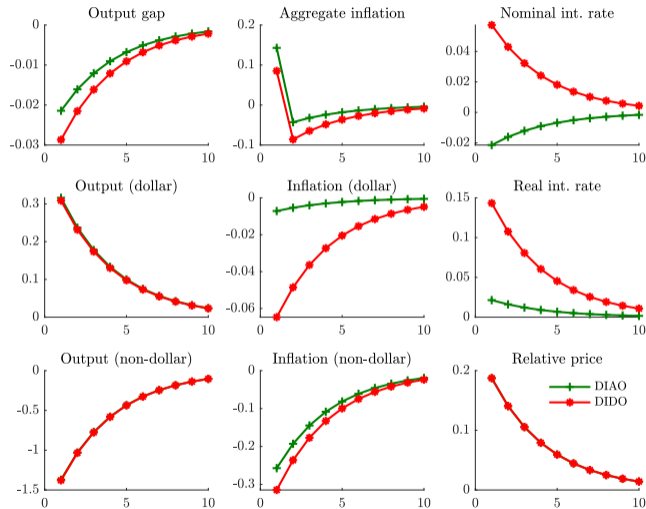 Output gap Aggregate inflation Nominal int. rate
0 0.2
0.04
-0.01 0.1
0.02
-0.02 0 0
-0.02
-0.03 -0.1
0 5 10 0 5 10 0 5 10
Output (dollar) Inflation (dollar) Real int. rate
0.3 0 0.15
-0.02
0.2 0.1
-0.04
0.1 0.05
-0.06
0 0
0 5 10 0 5 10 0 5 10
Output (non-dollar) Inflation (non-dollar) Relative price
0 0 0.2
DIAO
-0.1
-0.5 DIDO
0.1
-0.2
-1
-0.3
-1.5 0
0 5 10 0 5 10 0 5 10